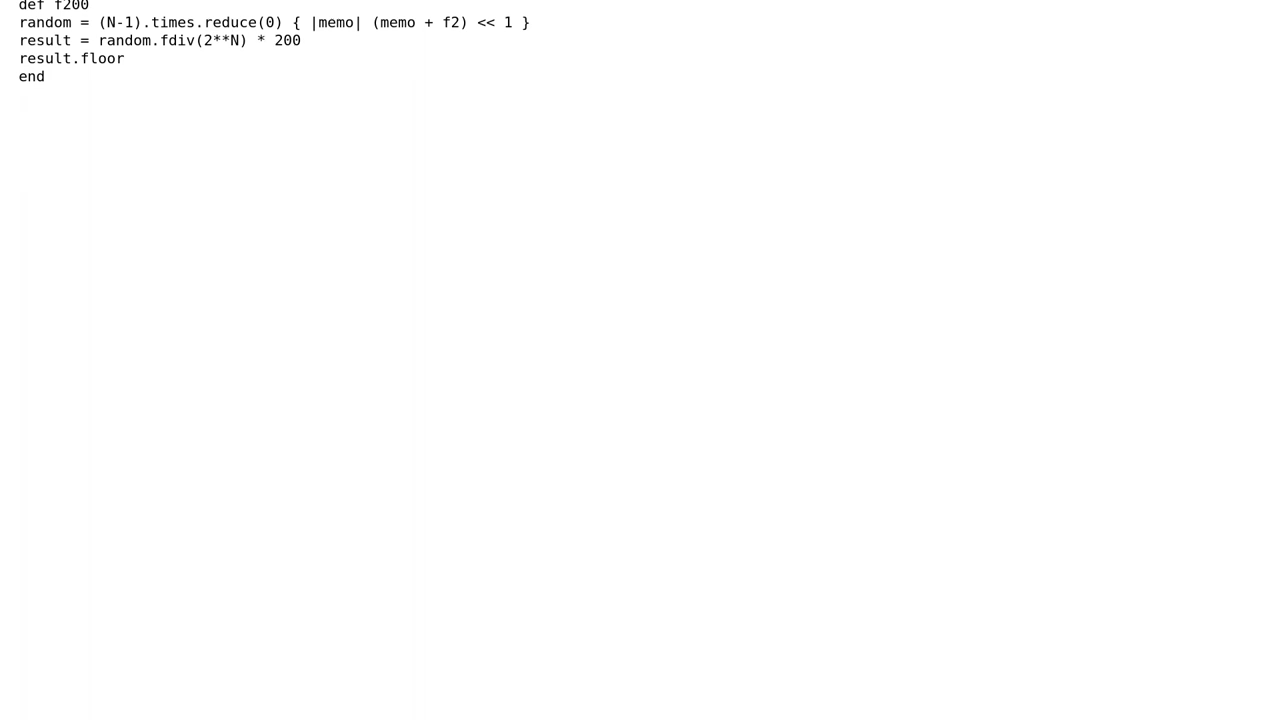 def f200
random = (N-1).times.reduce(0) { |memo| (memo + f2) << 1 }
result = random.fdiv(2**N) * 200
result.floor
end